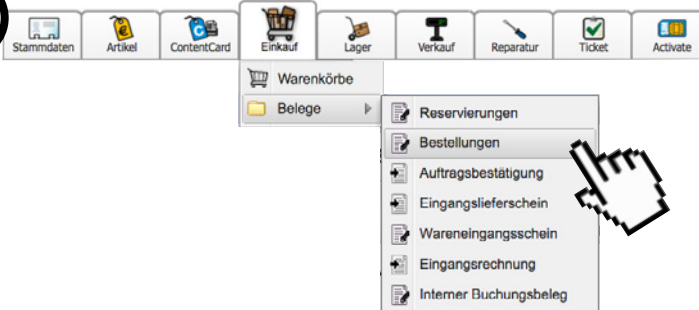 Stammdaten
Artikel
ContentCard
Einkauf
Lager
Verkauf
Reparatur
Ticket
Activate
Warenkörbe
Belege
Reservierungen
Bestellungen
Auftragsbestätigung
Eingangslieferschein
Wareneingangsschein
Eingangsrechnung
Interner Buchungsbeleg